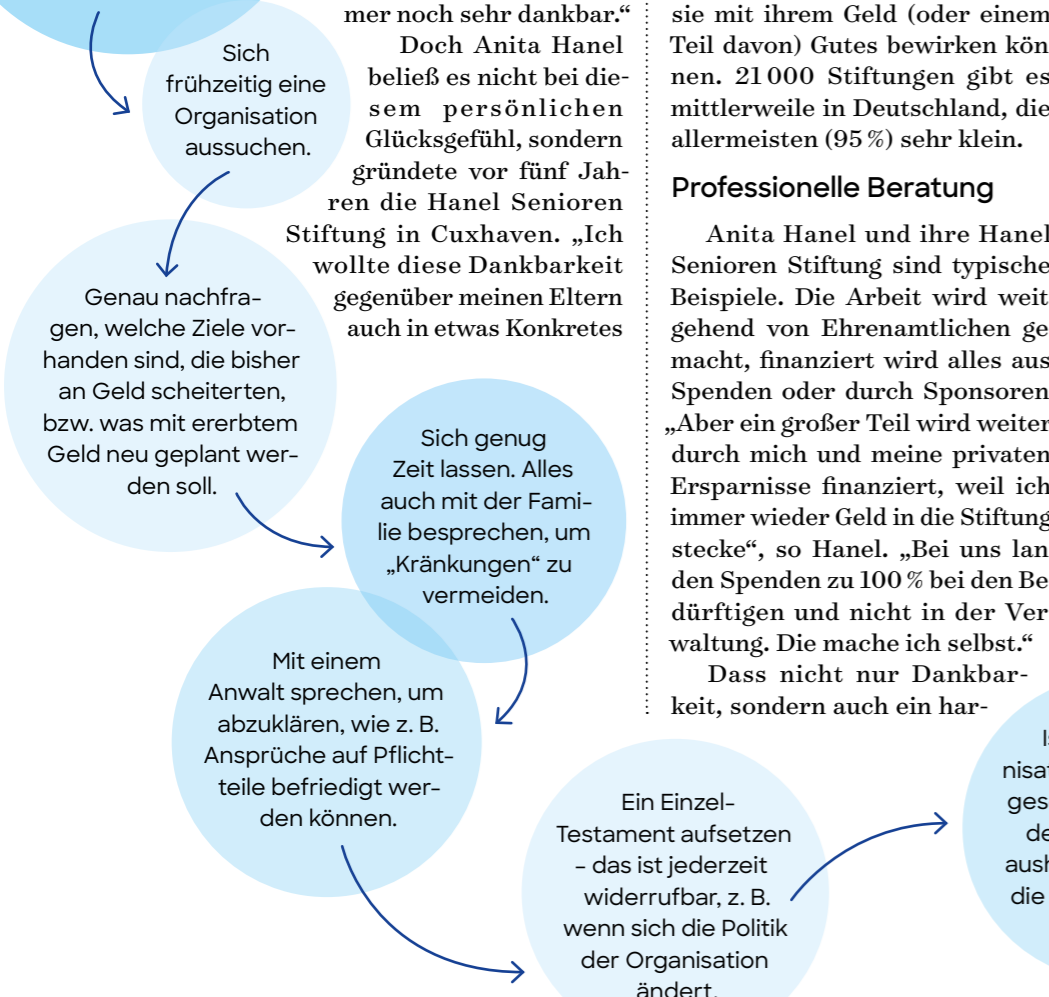 mer noch sehr dankbar.“
Doch Anita Hanel
beließ es nicht bei die-
sem persönlichen
Glücksgefühl, sondern
gründete vor fünf Jah-
ren die Hanel Senioren
Stiftung in Cuxhaven. „Ich
wollte diese Dankbarkeit
gegenüber meinen Eltern
auch in etwas Konkretes
sie mit ihrem Geld (oder einem
Teil davon) Gutes bewirken kön
nen. 21 000 Stiftungen gibt es
mittlerweile in Deutschland, die
allermeisten (95 %) sehr klein.
Professionelle Beratung
Anita Hanel und ihre Hanel
Senioren Stiftung sind typische
Beispiele. Die Arbeit wird weit
gehend von Ehrenamtlichen ge
macht, finanziert wird alles aus
Spenden oder durch Sponsoren
„Aber ein großer Teil wird weiter
durch mich und meine privaten
Ersparnisse finanziert, weil ich
immer wieder Geld in die Stiftung
stecke“, so Hanel. „Bei uns lan
den Spenden zu 100 % bei den Be
dürftigen und nicht in der Ver
waltung. Die mache ich selbst.“
Dass nicht nur Dankbar-
keit, sondern auch ein har-
Sich
frühzeitig eine
Organisation
aussuchen.
Genau nachfra-
gen, welche Ziele vor-
handen sind, die bisher
an Geld scheiterten,
bzw. was mit ererbtem
Geld neu geplant wer-
den soll.
Sich genug
Zeit lassen. Alles
auch mit der Fami-
lie besprechen, um
„Kränkungen“ zu
vermeiden.
Mit einem
Anwalt sprechen, um
abzuklären, wie z. B.
Ansprüche auf Pflicht-
teile befriedigt wer-
den können.
Ein Einzel-
Testament aufsetzen
– das ist jederzeit
widerrufbar, z. B.
wenn sich die Politik
der Organisation
ändert.
nisat
ges
de
aush
die